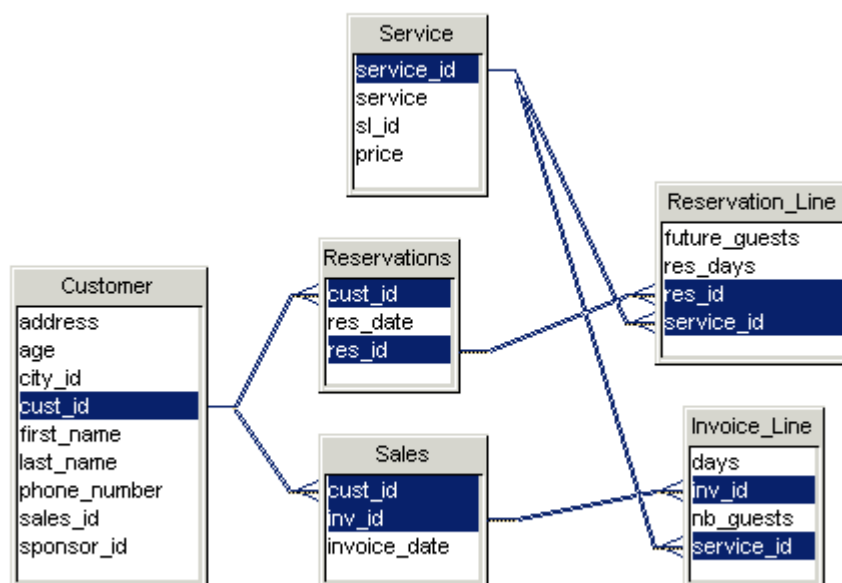 Service
service_id
service
sl_id
price
Reservation_Line
future_guests
res_days
res_id
service_id
Reservations
cust_id
res_date
res_id
Customer
address
age
city_id
cust_id
first_name
last_name
phone_number
sales_id
sponsor_id
Sales
cust_id
inv_id
invoice_date
Invoice_Line
days
inv_id
nb_guests
service_id